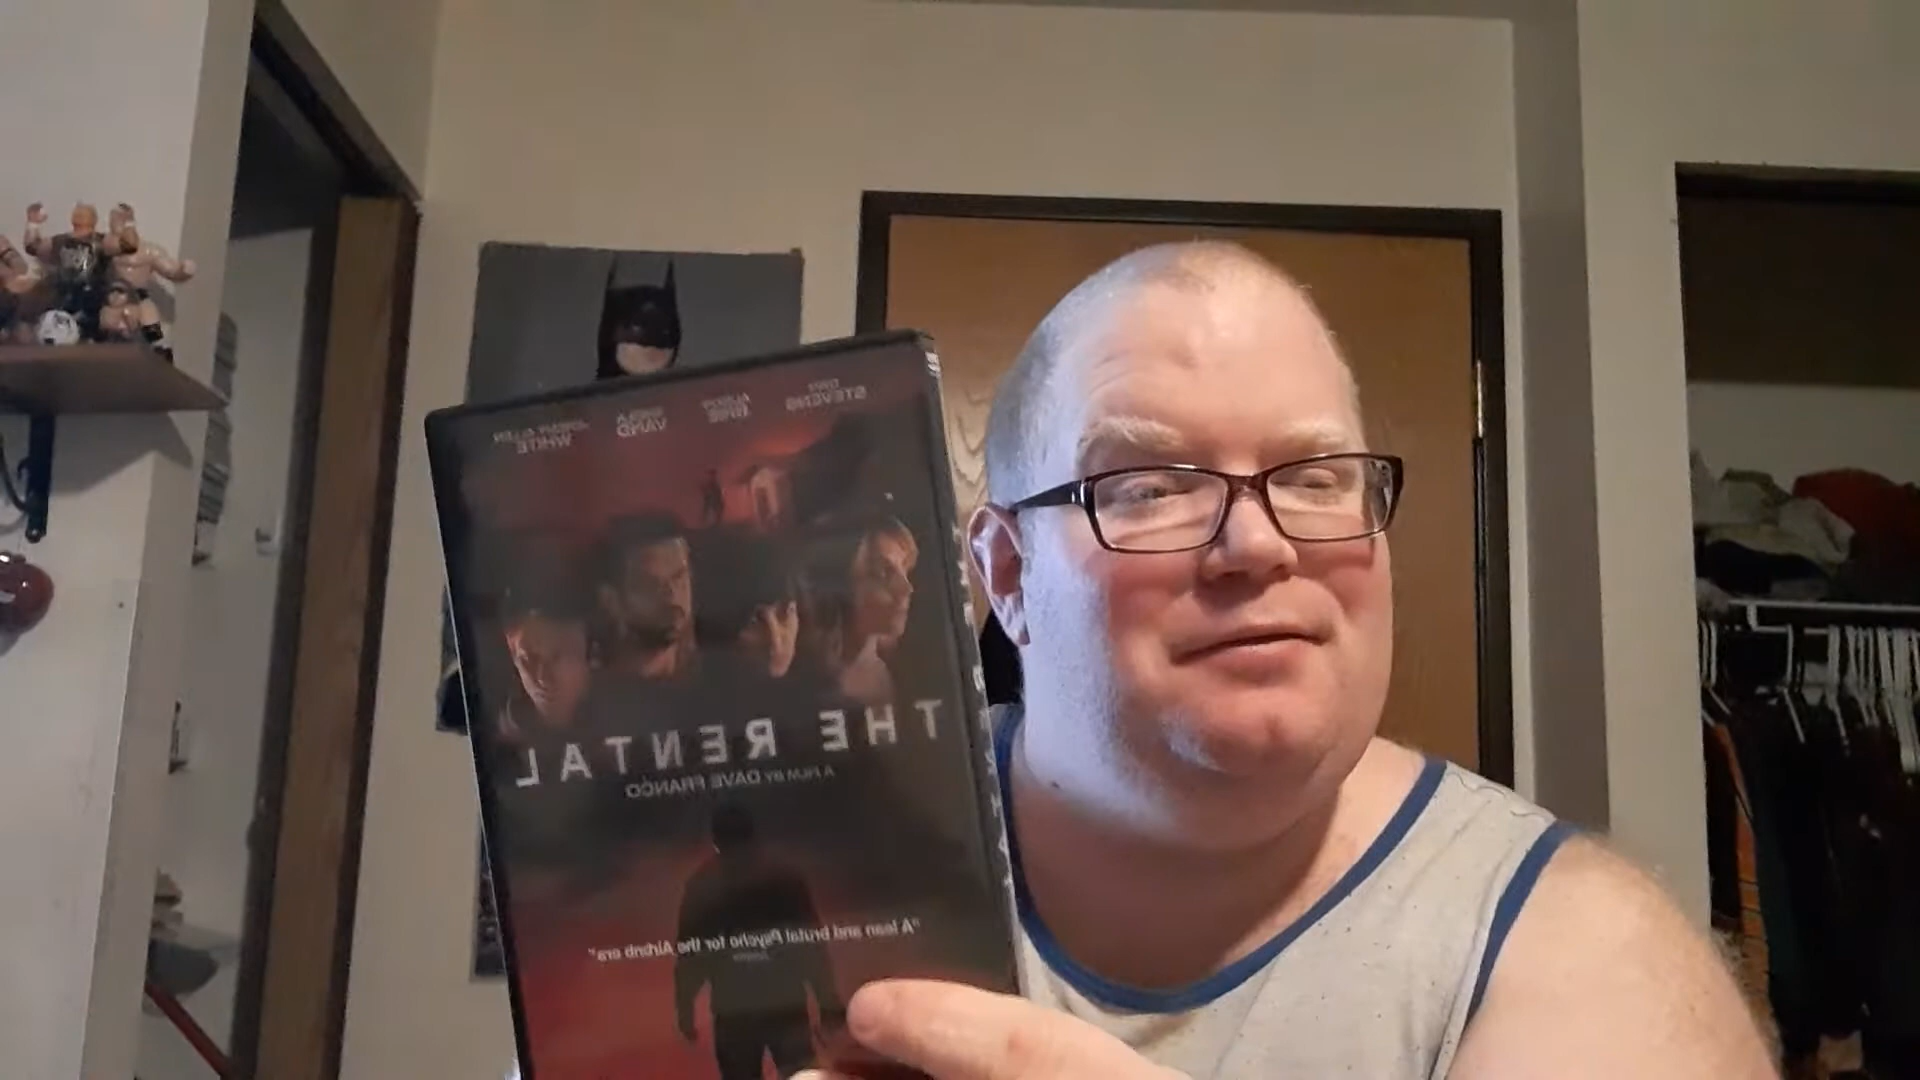 DAN STEVENS
ALISON BRIE
SHEILA VAND
JEREMY ALLEN WHITE
THE RENTAL
A FILM BY DAVE FRANCO
"A lean and brutal Psycho for the Airbnb era"